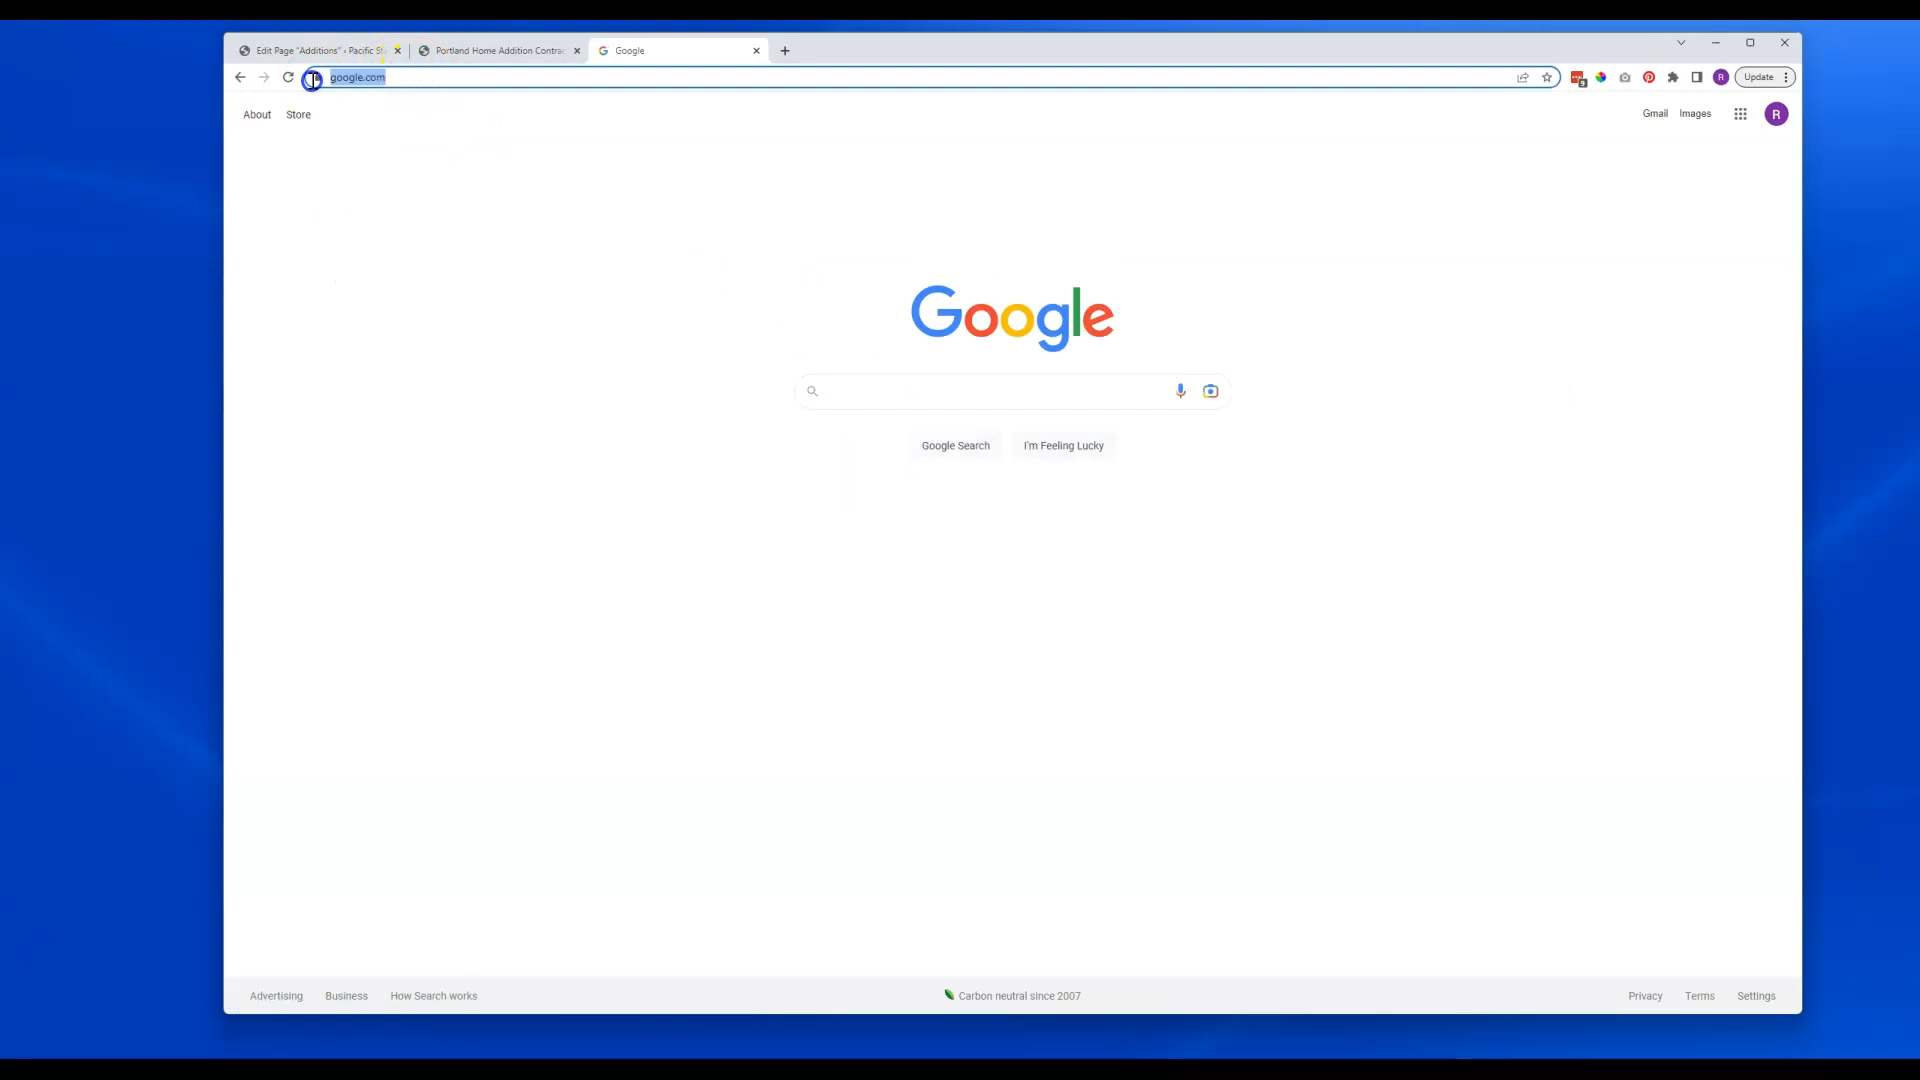 Edit Page "Additions" ‹ Pacific St
Portland Home Addition Contrac
Google
google.com
Update
About
Store
Gmail
Images
R
Google
Google Search
I'm Feeling Lucky
Advertising
Business
How Search works
Carbon neutral since 2007
Privacy
Terms
Settings